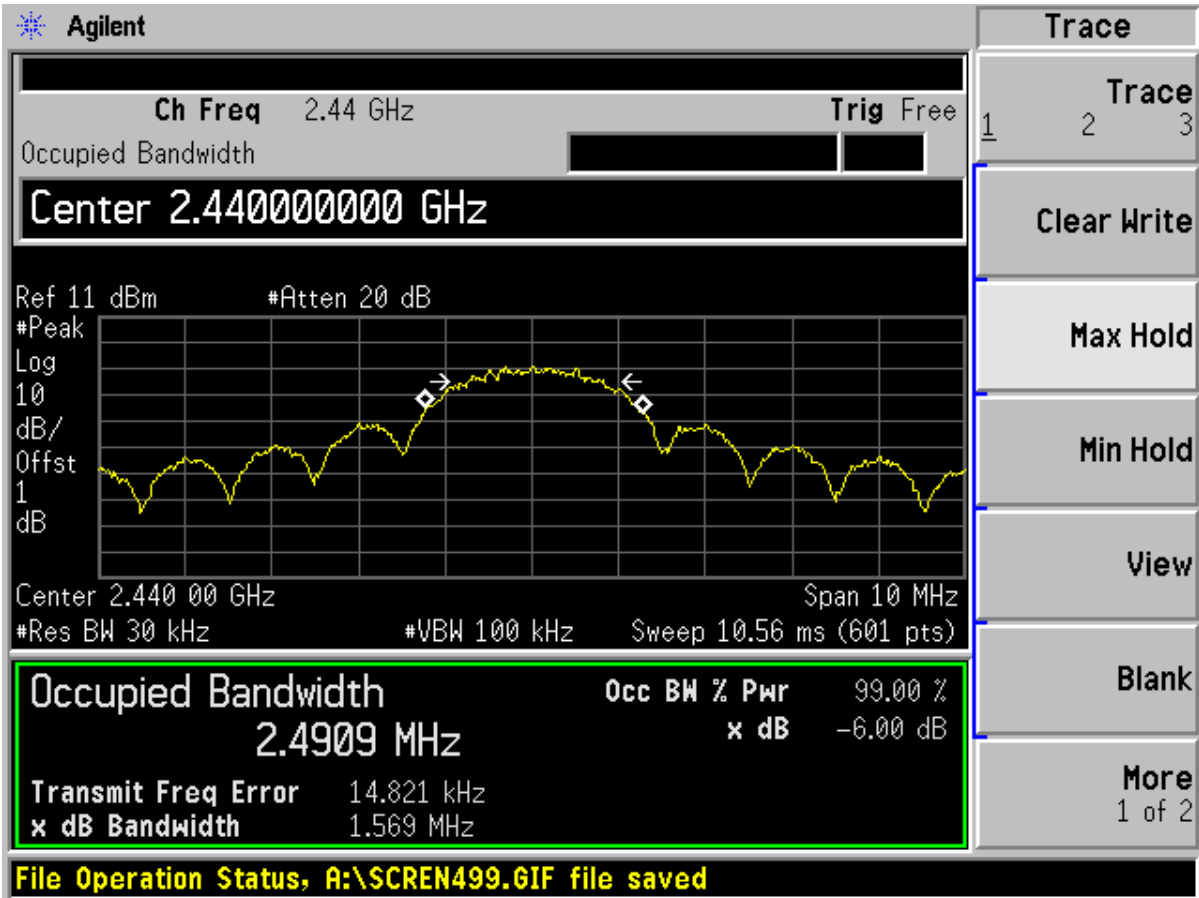 Agilent
Trace
Ch Freq 2.44 GHz Trig Free
Occupied Bandwidth
Center 2.440000000 GHz
Ref 11 dBm #Atten 20 dB
#Peak
Log
10
dB/
Offst
1
dB
Center 2.440 00 GHz Span 10 MHz
#Res BW 30 kHz #VBW 100 kHz Sweep 10.56 ms (601 pts)
Occupied Bandwidth
2.4909 MHz
Occ BW % Pwr 99.00 %
x dB -6.00 dB
Transmit Freq Error 14.821 kHz
x dB Bandwidth 1.569 MHz
File Operation Status, A:\SCREN499.GIF file saved
Trace
1 2 3
Clear Write
Max Hold
Min Hold
View
Blank
More
1 of 2